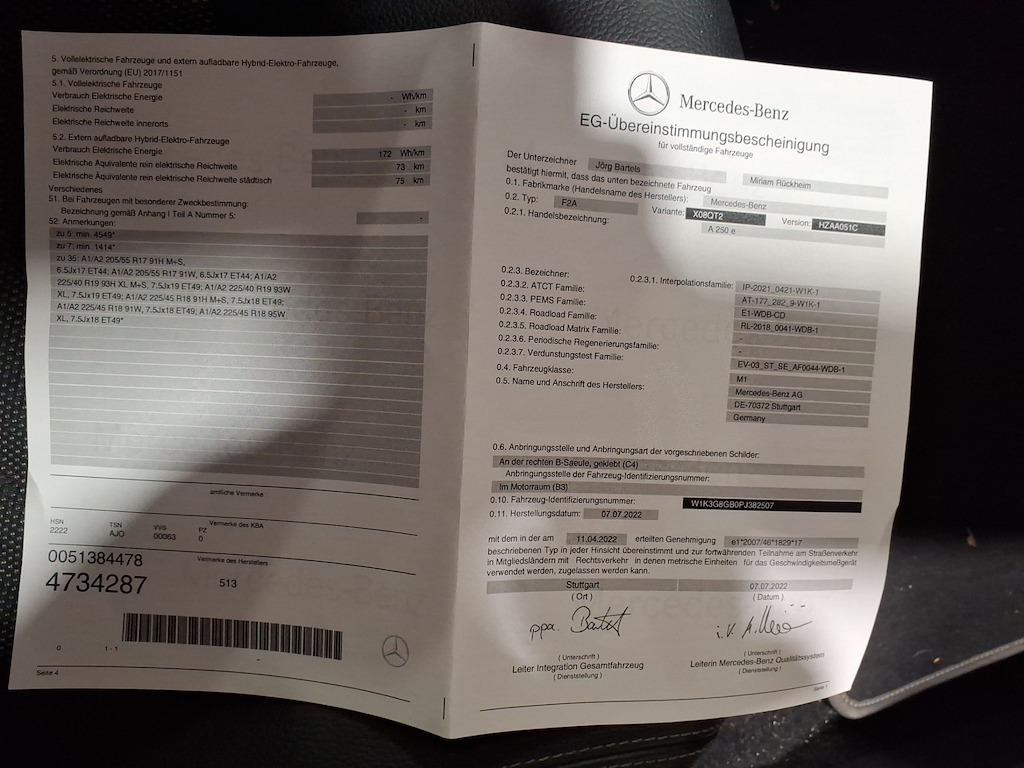 5. Vollelektrische Fahrzeuge und extern aufladbare Hybrid-Elektro-Fahrzeuge,
gemäß Verordnung (EU) 2017/1151
5.1. Vollelektrische Fahrzeuge
Verbrauch Elektrische Energie - Wh/km
Elektrische Reichweite - km
Elektrische Reichweite innerorts - km
5.2. Extern aufladbare Hybrid-Elektro-Fahrzeuge
Verbrauch Elektrische Energie 172 Wh/km
Elektrische Äquivalente rein elektrische Reichweite 73 km
Elektrische Äquivalente rein elektrische Reichweite städtisch 75 km
Verschiedenes
51. Bei Fahrzeugen mit besonderer Zweckbestimmung:
Bezeichnung gemäß Anhang I Teil A Nummer 5: -
52. Anmerkungen:
zu 5: min. 4549*
zu 7: min. 1414*
zu 35: A1/A2 205/55 R17 91H M+S,
6.5Jx17 ET44; A1/A2 205/55 R17 91W, 6.5Jx17 ET44; A1/A2
225/40 R19 93H XL M+S, 7.5Jx19 ET49; A1/A2 225/40 R19 93W
XL, 7.5Jx19 ET49; A1/A2 225/45 R18 91H M+S, 7.5Jx18 ET49;
A1/A2 225/45 R18 91W, 7.5Jx18 ET49; A1/A2 225/45 R18 95W
XL, 7.5Jx18 ET49*
amtliche Vermerke
HSN TSN VVS PZ Vermerke des KBA
2222 AJO 00063 0
0051384478 Vermerke des Herstellers
4734287 513
0 1 - 1
Seite 4
Mercedes-Benz
EG-Übereinstimmungsbescheinigung
für vollständige Fahrzeuge
Der Unterzeichner Jörg Bartels Miriam Rückheim
bestätigt hiermit, dass das unten bezeichnete Fahrzeug
0.1. Fabrikmarke (Handelsname des Herstellers): Mercedes-Benz
0.2. Typ: F2A Variante: X08QT2 Version: HZAA051C
0.2.1. Handelsbezeichnung: A 250 e
0.2.3. Bezeichner: 0.2.3.1. Interpolationsfamilie: IP-2021_0421-W1K-1
0.2.3.2. ATCT Familie: AT-177_282_9-W1K-1
0.2.3.3. PEMS Familie: E1-WDB-CD
0.2.3.4. Roadload Familie: RL-2018_0041-WDB-1
0.2.3.5. Roadload Matrix Familie: -
0.2.3.6. Periodische Regenerierungsfamilie: -
0.2.3.7. Verdunstungstest Familie: EV-03_ST_SE_AF0044-WDB-1
0.4. Fahrzeugklasse: M1
0.5. Name und Anschrift des Herstellers: Mercedes-Benz AG
DE-70372 Stuttgart
Germany
0.6. Anbringungsstelle und Anbringungsart der vorgeschriebenen Schilder:
An der rechten B-Saeule, geklebt (C4)
Anbringungsstelle der Fahrzeug-Identifizierungsnummer:
Im Motorraum (B3)
0.10. Fahrzeug-Identifizierungsnummer: W1K3G8GB0PJ382507
0.11. Herstellungsdatum: 07.07.2022
mit dem in der am 11.04.2022 erteilten Genehmigung e1*2007/46*1829*17
beschriebenen Typ in jeder Hinsicht übereinstimmt und zur fortwährenden Teilnahme am Straßenverkehr
in Mitgliedsländern mit Rechtsverkehr in denen metrische Einheiten für das Geschwindigkeitsmeßgerät
verwendet werden, zugelassen werden kann.
Stuttgart 07.07.2022
( Ort ) ( Datum )
ppa. Bartels
( Unterschrift ) ( Unterschrift )
Leiter Integration Gesamtfahrzeug Leiterin Mercedes-Benz Qualitätssystem
( Dienststellung ) ( Dienststellung )
Seite 1